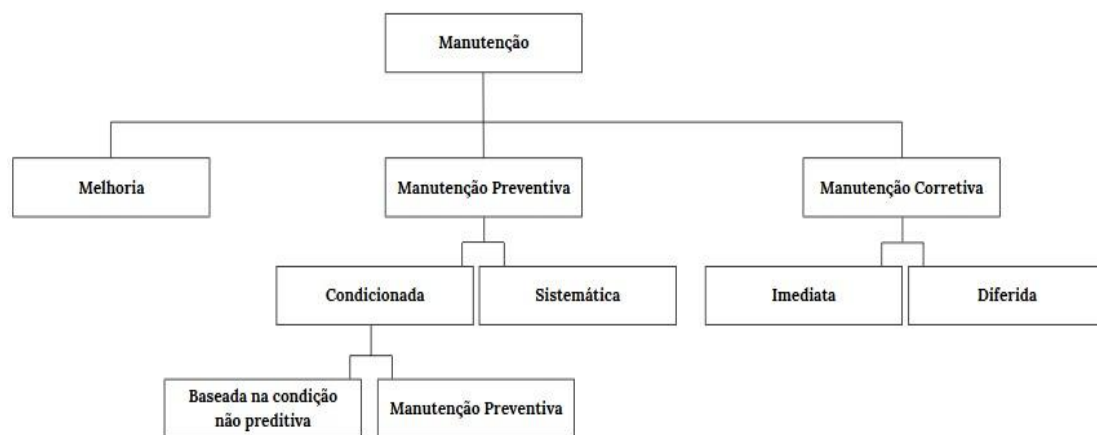 Manutenção
Melhoria
Manutenção Preventiva
Manutenção Corretiva
Condicionada
Sistemática
Imediata
Diferida
Baseada na condição
não preditiva
Manutenção Preventiva